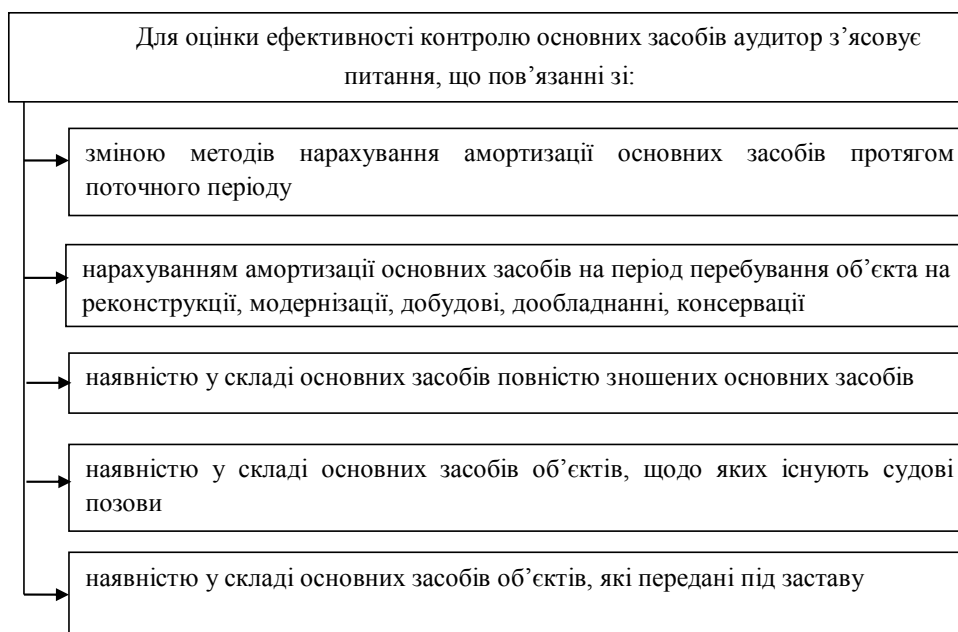 Для оцінки ефективності контролю основних засобів аудитор з’ясовує
питання, що пов’язанні зі:
зміною методів нарахування амортизації основних засобів протягом
поточного періоду
нарахуванням амортизації основних засобів на період перебування об’єкта на
реконструкції, модернізації, добудові, дообладнанні, консервації
наявністю у складі основних засобів повністю зношених основних засобів
наявністю у складі основних засобів об’єктів, щодо яких існують судові
позови
наявністю у складі основних засобів об’єктів, які передані під заставу